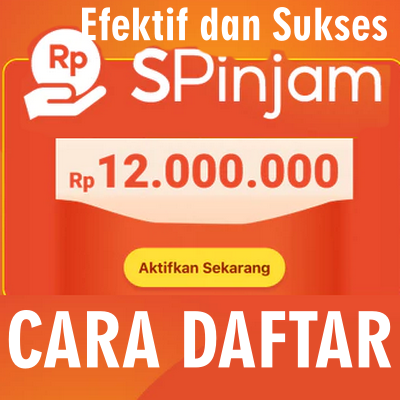 Efektif dan Sukses
Rp
SPinjam
Rp 12.000.000
Aktifkan Sekarang
CARA DAFTAR